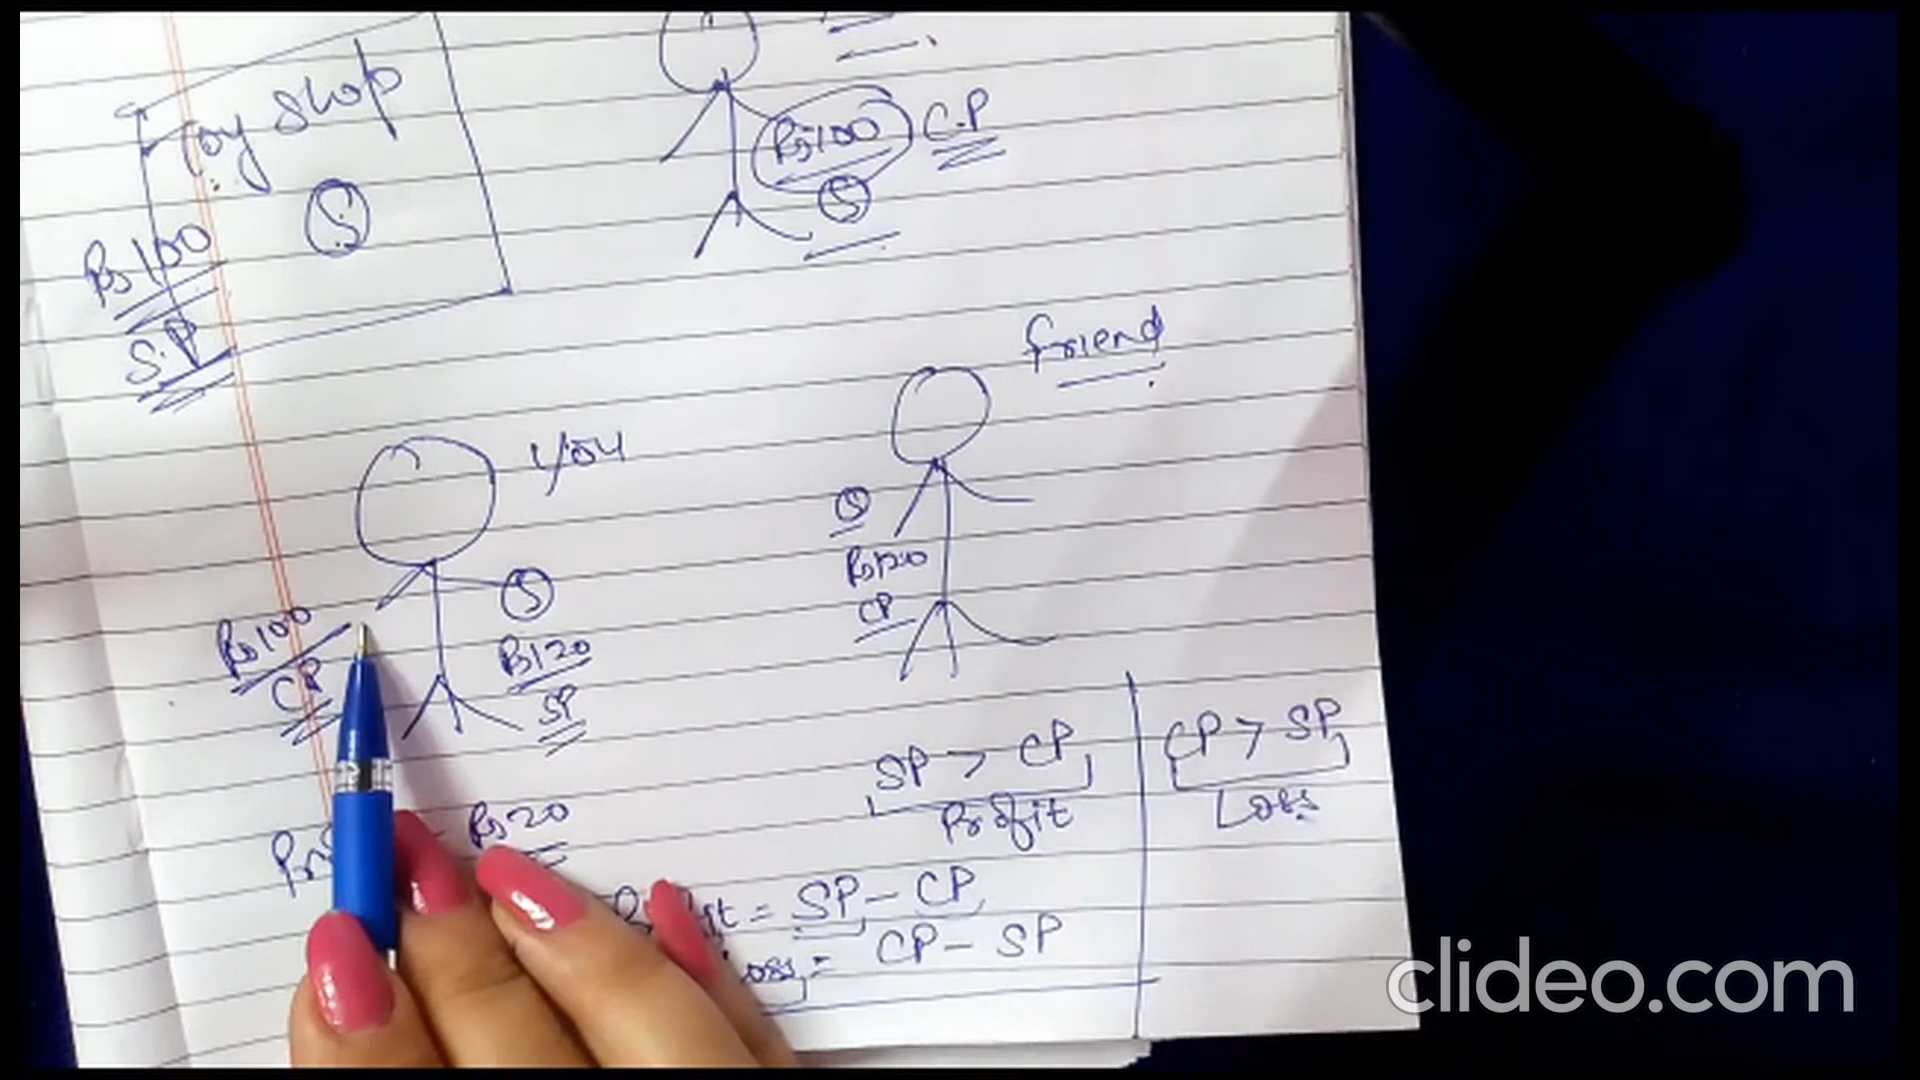 Toy Shop
S
Rs100
S.P
Rs100 C.P
S
friend
you
S
Rs100
CP
Rs120
SP
Rs120
CP
SP > CP
Profit
CP > SP
Loss
Rs20
= SP - CP
Loss = CP - SP
clideo.com